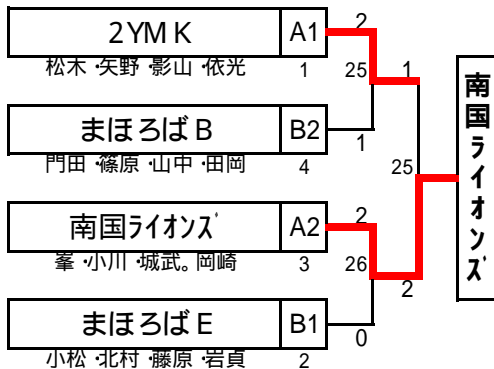 2YMK A1 2
松木・矢野・影山・依光 1 25 1
まほろばB B2 1
門田・篠原・山中・田岡 4 25
南国ライオンズ A2 2
峯・小川・城武。岡崎 3 26 2
まほろばE B1 0
小松・北村・藤原・岩貞 2
南国ライオンズ